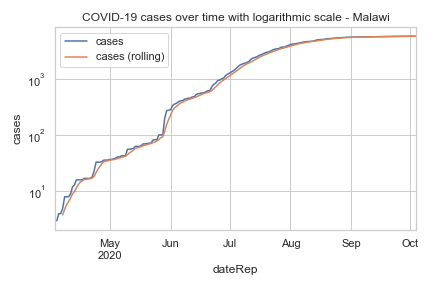 COVID-19 cases over time with logarithmic scale - Malawi
cases
cases (rolling)
10³
10²
10¹
cases
May
2020
Jun
Jul
Aug
Sep
Oct
dateRep